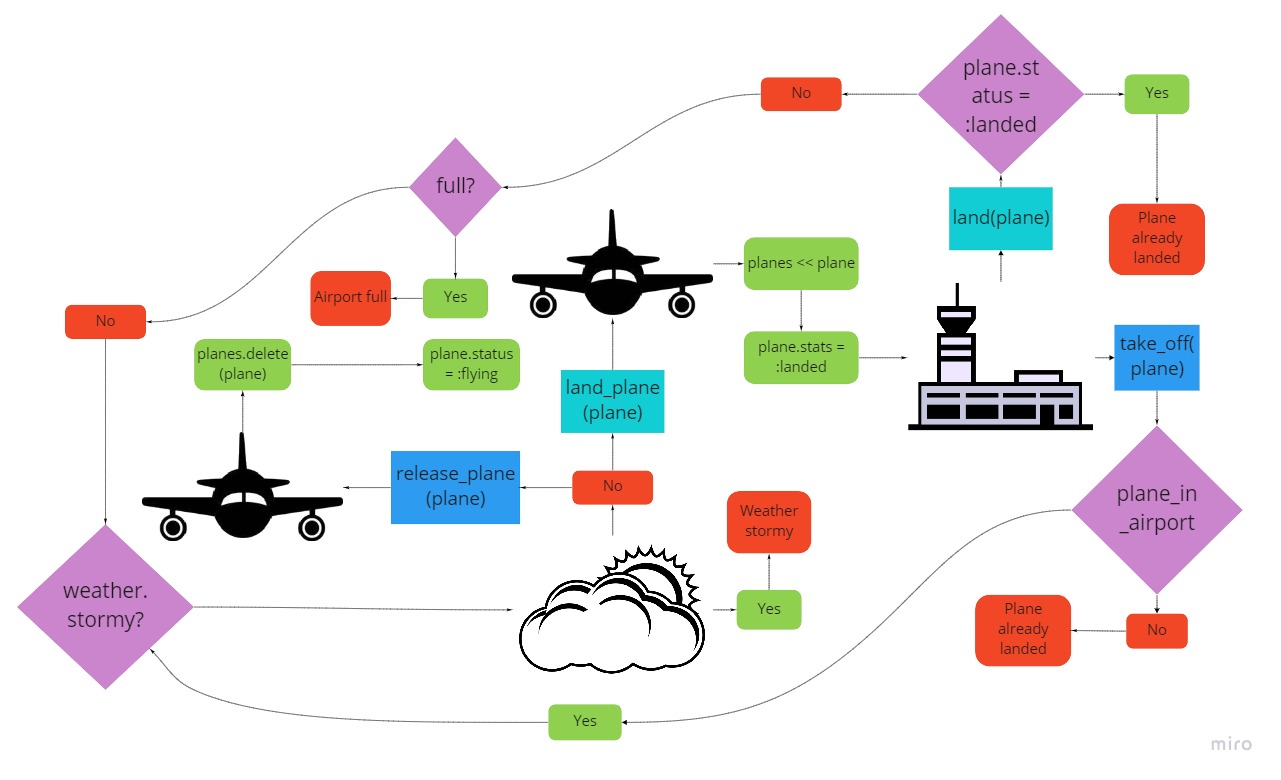 plane.st
atus =
:landed
No
Yes
full?
land(plane)
Plane
already
landed
planes << plane
Airport full
Yes
No
planes.delete
(plane)
plane.status
= :flying
plane.stats =
:landed
take_off(
plane)
land_plane
(plane)
release_plane
(plane)
No
plane_in
_airport
Weather
stormy
weather.
stormy?
Yes
Plane
already
landed
No
Yes
miro